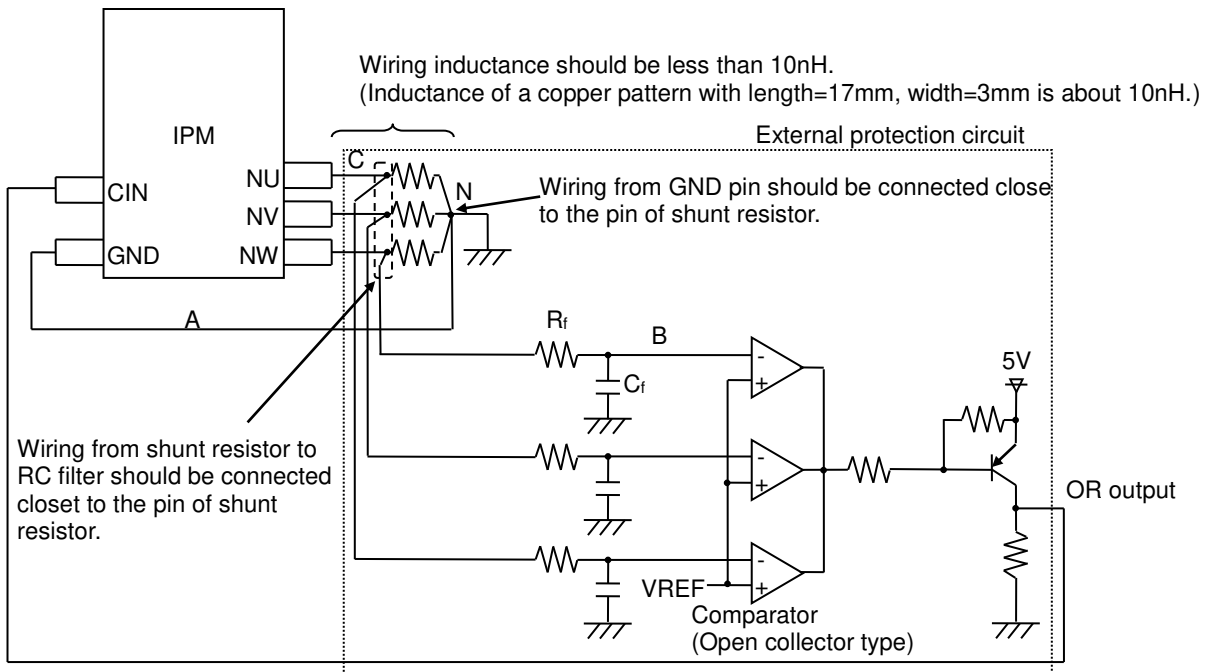 Wiring inductance should be less than 10nH.
(Inductance of a copper pattern with length=17mm, width=3mm is about 10nH.)
External protection circuit
IPM
C
NU
CIN
N
Wiring from GND pin should be connected close
to the pin of shunt resistor.
NV
GND
NW
A
Rf
B
-
+
Cf
5V
Wiring from shunt resistor to
RC filter should be connected
closet to the pin of shunt
resistor.
-
+
OR output
-
+
VREF
Comparator
(Open collector type)